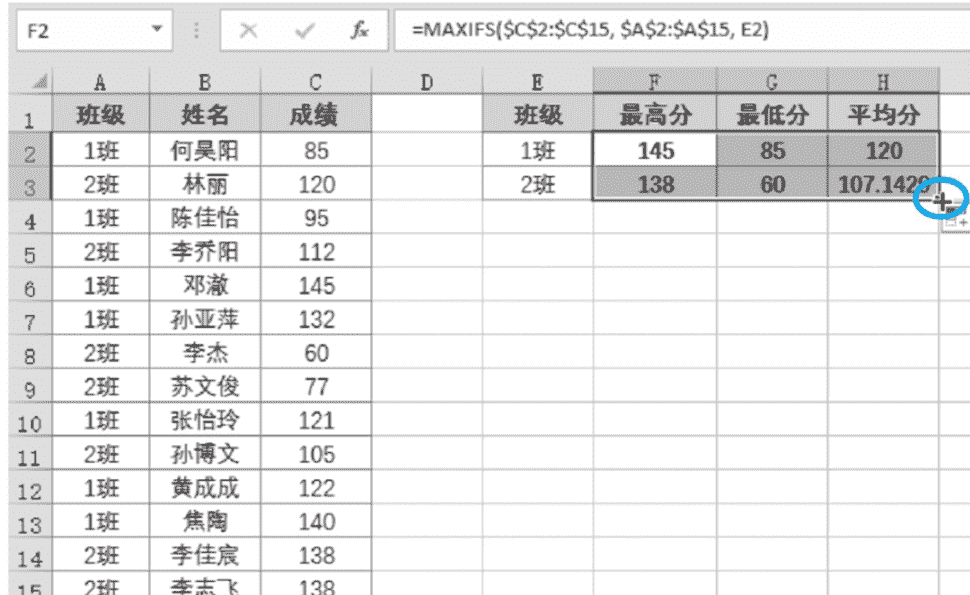 F2 fx =MAXIFS($C$2:$C$15, $A$2:$A$15, E2)
A B C D E F G H
1 班级 姓名 成绩 班级 最高分 最低分 平均分
2 1班 何昊阳 85 1班 145 85 120
3 2班 林丽 120 2班 138 60 107.1429
4 1班 陈佳怡 95
5 2班 李乔阳 112
6 1班 邓澈 145
7 1班 孙亚萍 132
8 2班 李杰 60
9 2班 苏文俊 77
10 1班 张怡玲 121
11 2班 孙博文 105
12 1班 黄成成 122
13 1班 焦陶 140
14 2班 李佳宸 138
15 2班 李志飞 138